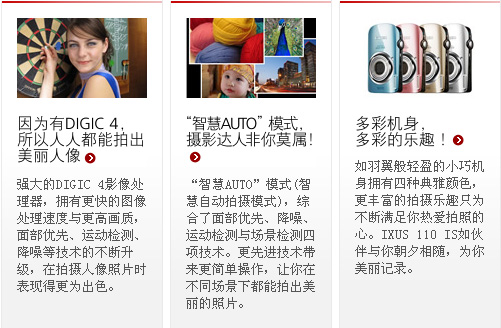 因为有DIGIC 4，
所以人人都能拍出
美丽人像
强大的DIGIC 4影像处
理器，拥有更快的图像
处理速度与更高画质，
面部优先、运动检测、
降噪等技术的不断升
级，在拍摄人像照片时
表现得更为出色。
“智慧AUTO”模式，
摄影达人非你莫属！
“智慧AUTO”模式(智
慧自动拍摄模式)，综
合了面部优先、降噪、
运动检测与场景检测四
项技术。更先进技术带
来更简单操作，让你在
不同场景下都能拍出美
丽的照片。
多彩机身，
多彩的乐趣！
如羽翼般轻盈的小巧机
身拥有四种典雅颜色，
更丰富的拍摄乐趣只为
不断满足你热爱拍照的
心。IXUS 110 IS如伙
伴与你朝夕相随，为你
美丽记录。